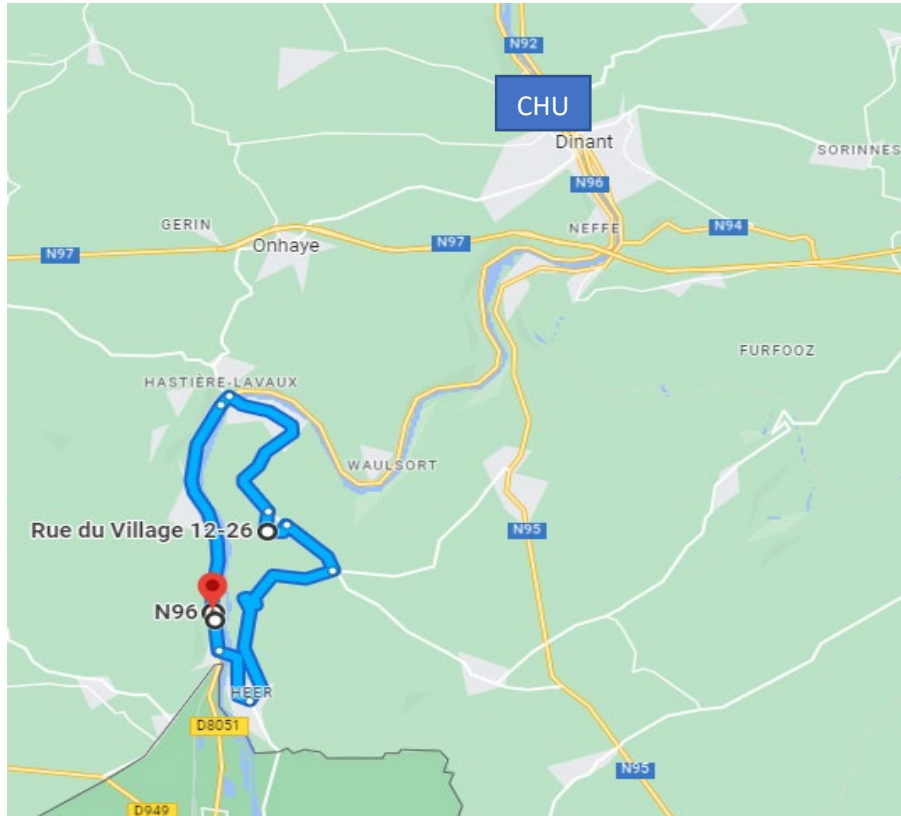 N92
CHU
Dinant
SORINNES
N96
GERIN
NEFFE
N94
Onhaye
N97
N97
FURFOOZ
HASTIÈRE-LAVAUX
WAULSORT
Rue du Village 12-26
N95
N96
HEER
D8051
N95
D949